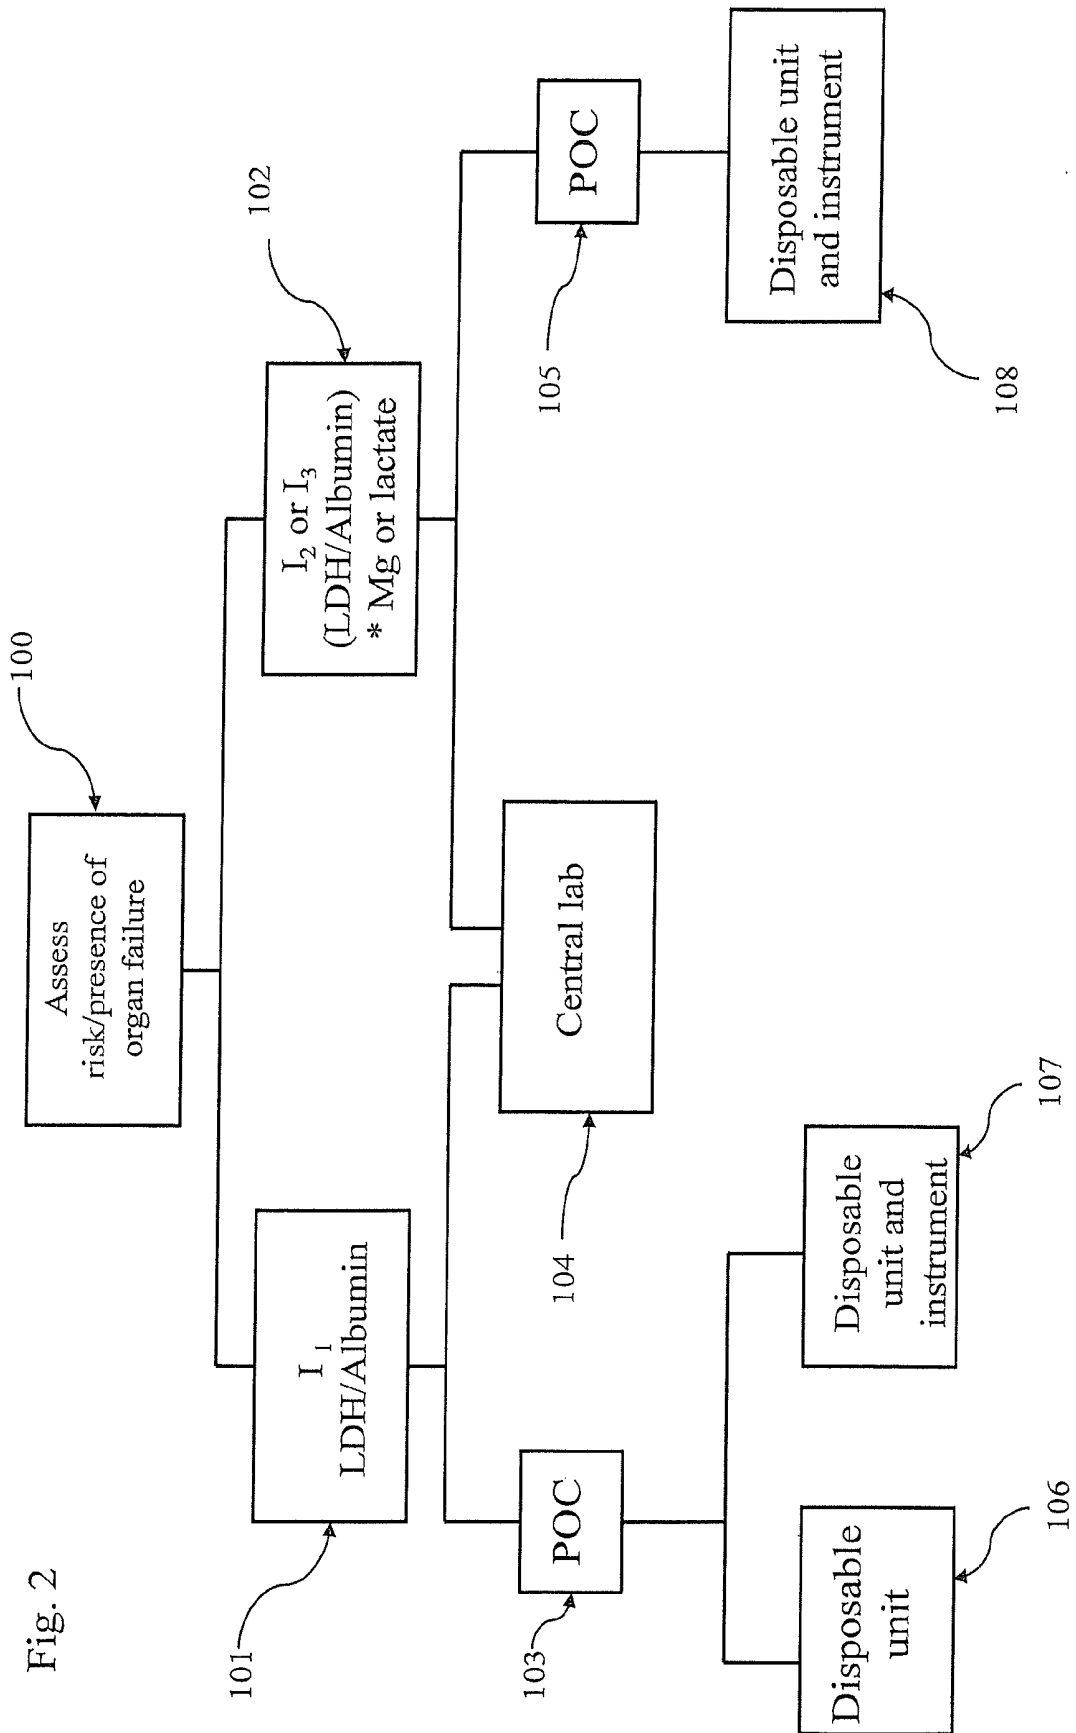 Fig. 2
100
Assess
risk/presence of
organ failure
101
I₁
LDH/Albumin
102
I₂ or I₃
(LDH/Albumin)
* Mg or lactate
103
POC
104
Central lab
105
POC
106
Disposable
unit
107
Disposable
unit and
instrument
108
Disposable unit
and instrument